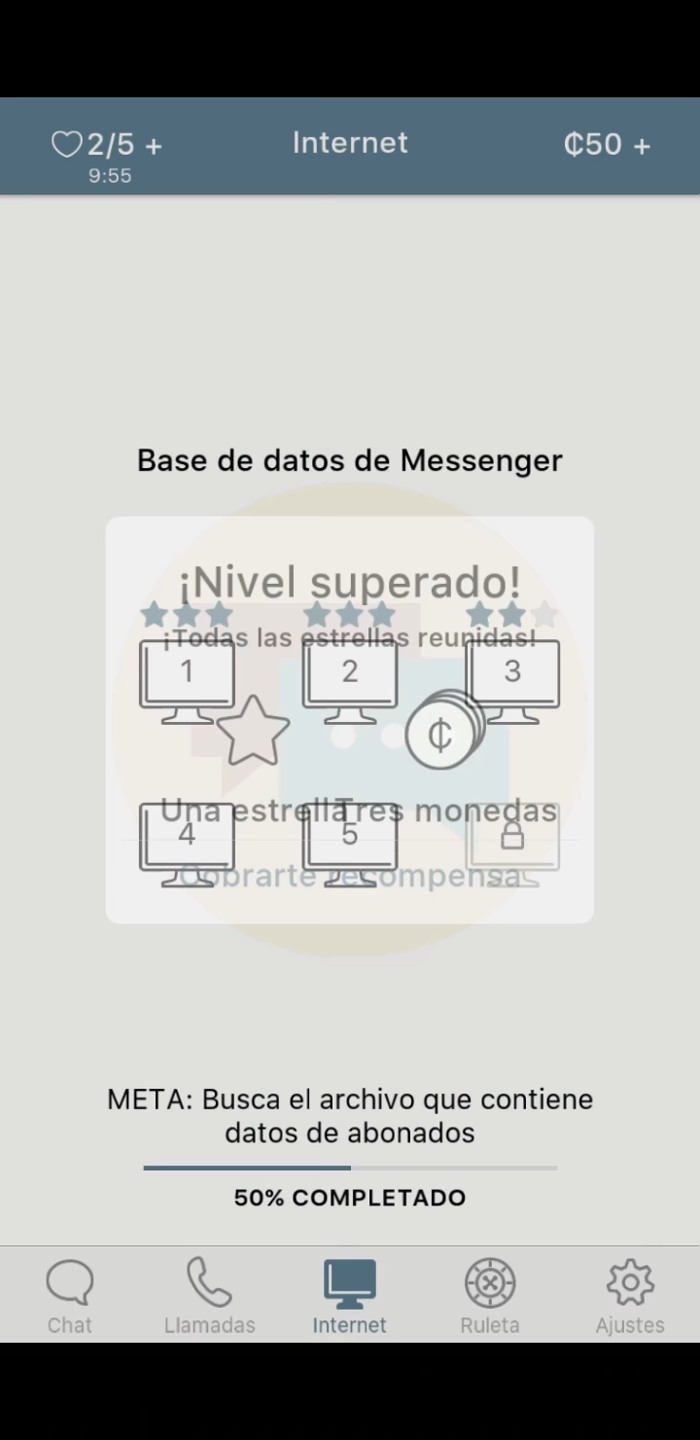 2/5 +
9:55
Internet
₵50 +
Base de datos de Messenger
¡Nivel superado!
¡Todas las estrellas reunidas!
1
2
3
₵
Una estrella
Tres monedas
4
5
Cobrarte recompensa
META: Busca el archivo que contiene
datos de abonados
50% COMPLETADO
Chat
Llamadas
Internet
Ruleta
Ajustes